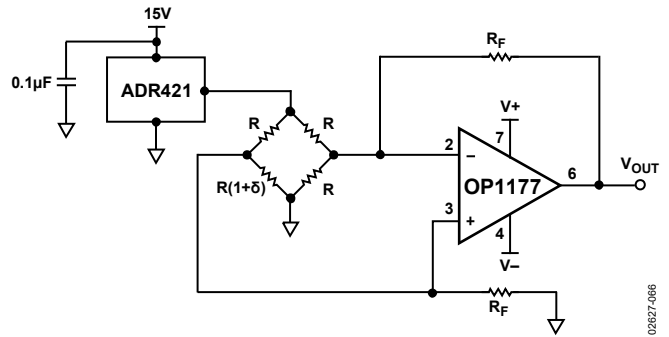 15V
0.1µF
ADR421
R
R
R(1+δ)
R
RF
V+
2
7
−
OP1177
6
VOUT
3
+
4
V−
RF
02627-066